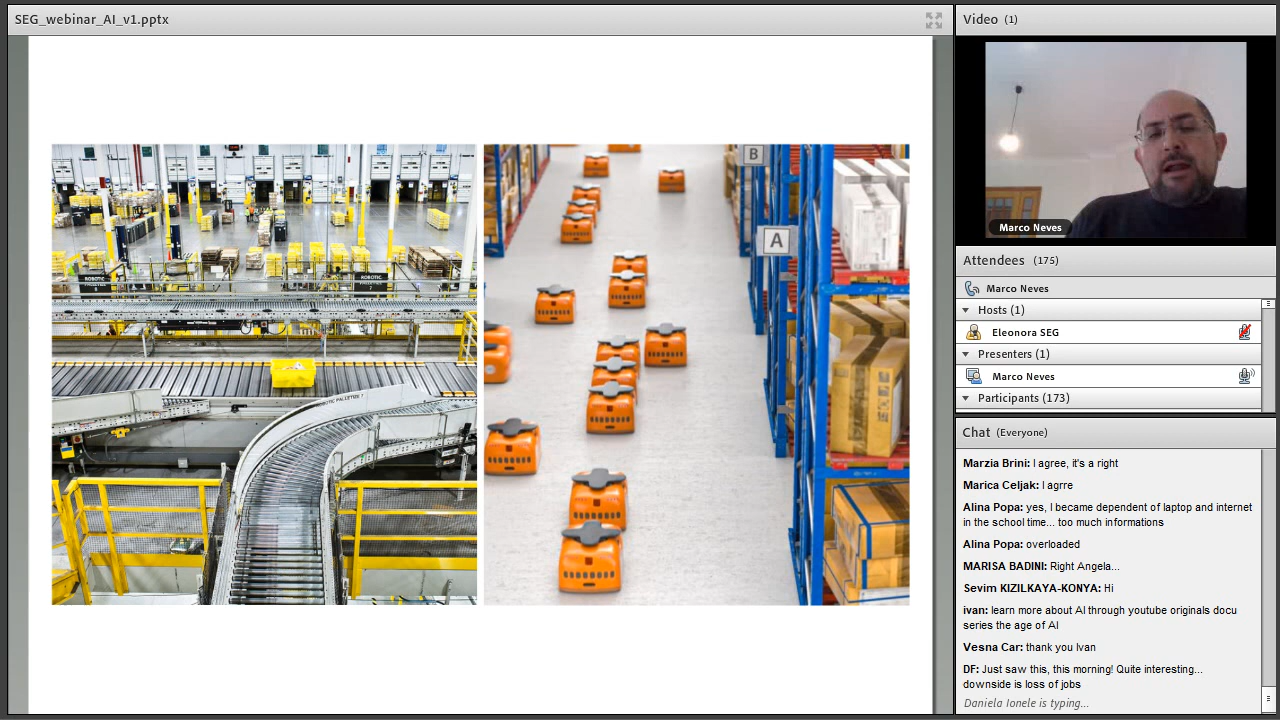 SEG_webinar_AI_v1.pptx
ROBOTIC
ROBOTIC
B
A
Video (1)
Marco Neves
Attendees (175)
Marco Neves
Hosts (1)
Eleonora SEG
Presenters (1)
Marco Neves
Participants (173)
Chat (Everyone)
Marzia Brini: I agree, it's a right
Marica Celjak: I agrre
Alina Popa: yes, I became dependent of laptop and internet
in the school time... too much informations
Alina Popa: overloaded
MARISA BADINI: Right Angela...
Sevim KIZILKAYA-KONYA: Hi
ivan: learn more about AI through youtube originals docu
series the age of AI
Vesna Car: thank you Ivan
DF: Just saw this, this morning! Quite interesting...
downside is loss of jobs
Daniela Ionele is typing...